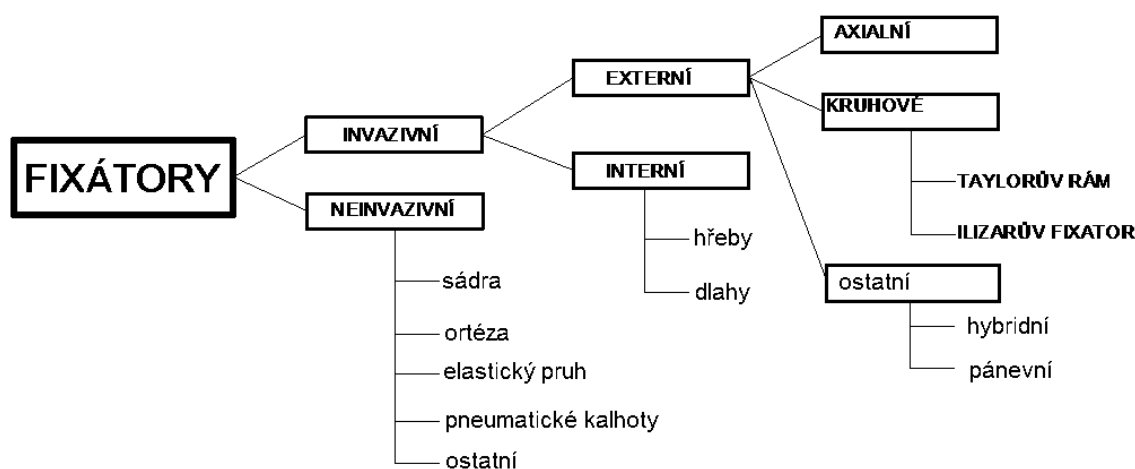 FIXÁTORY
INVAZIVNÍ
NEINVAZIVNÍ
sádra
ortéza
elastický pruh
pneumatické kalhoty
ostatní
EXTERNÍ
INTERNÍ
hřeby
dlahy
AXIALNÍ
KRUHOVÉ
TAYLORŮV RÁM
ILIZARŮV FIXATOR
ostatní
hybridní
pánevní